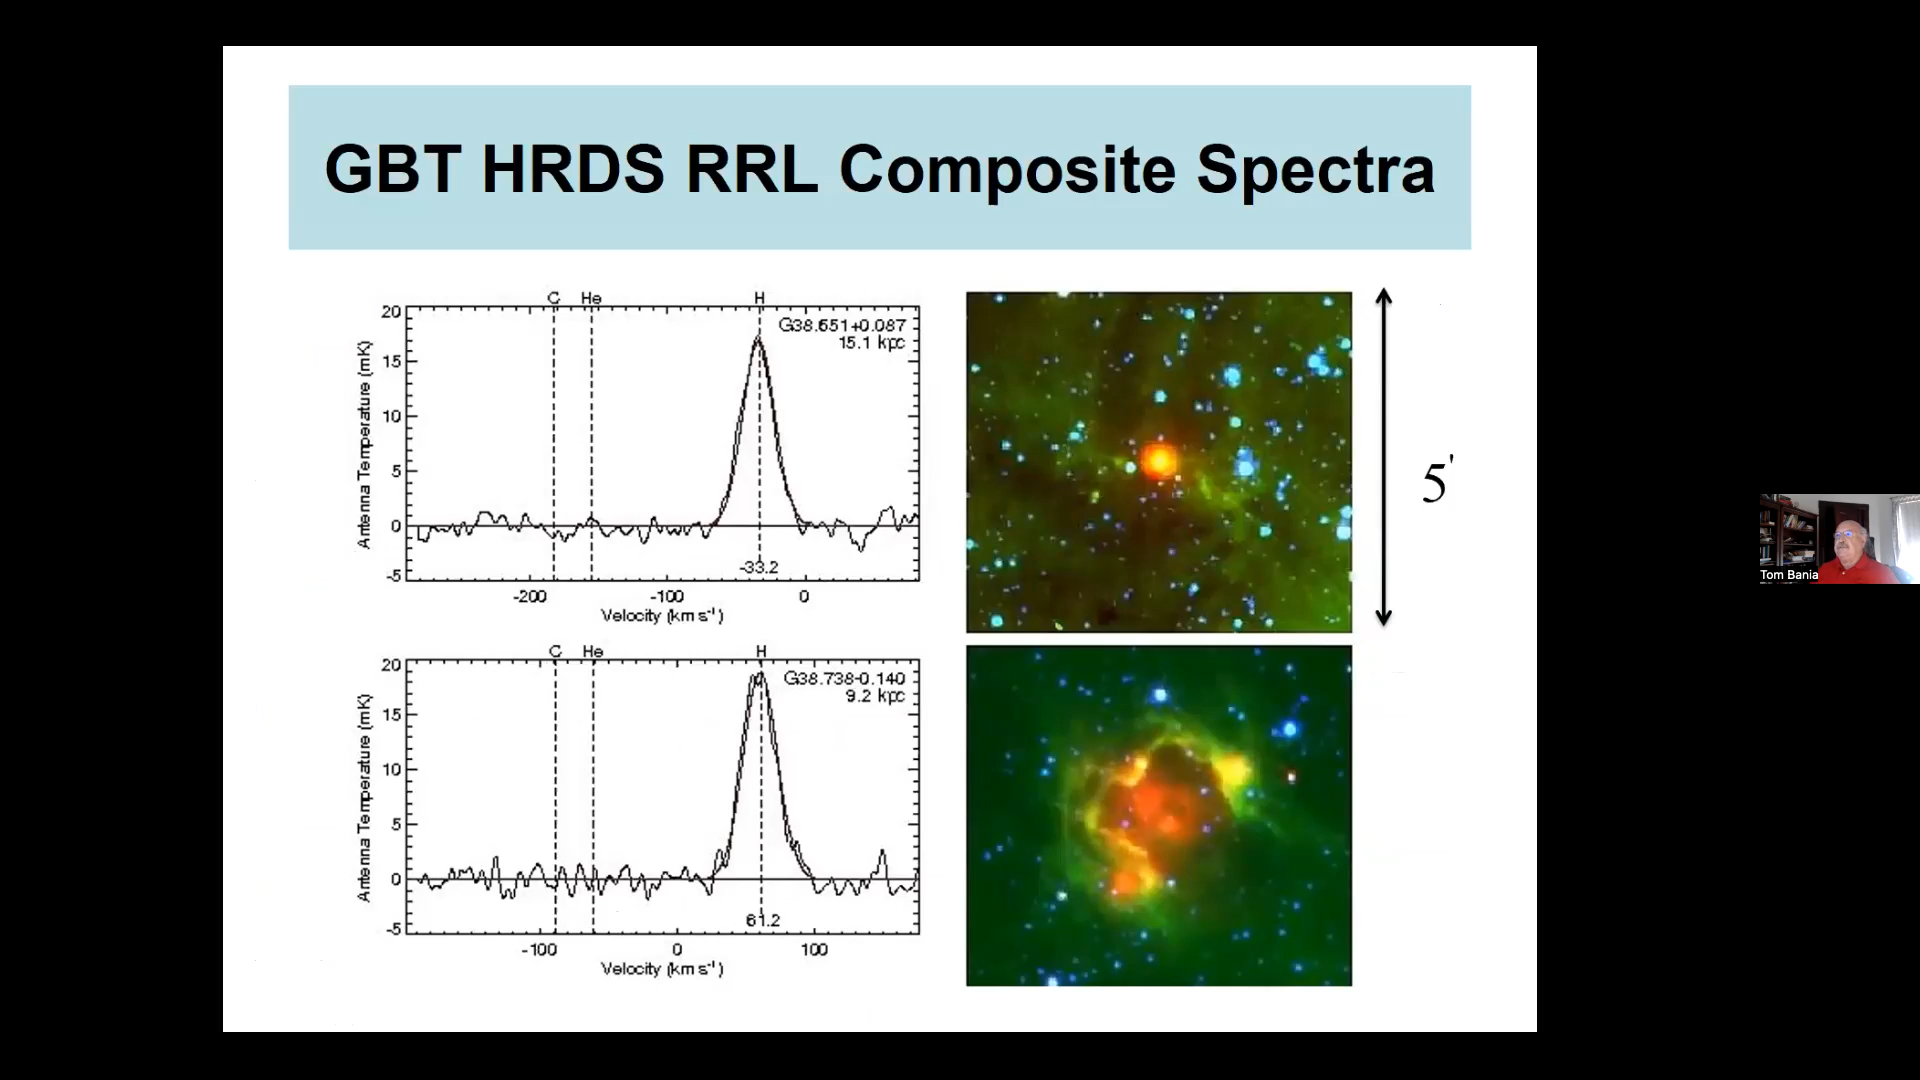 GBT HRDS RRL Composite Spectra
C He H
20
15
10
5
0
-5
Antenna Temperature (mK)
G38.651+0.087
15.1 kpc
-33.2
-200 -100 0
Velocity (km s⁻¹)
5'
Tom Bania
C He H
20
15
10
5
0
-5
Antenna Temperature (mK)
G38.738-0.140
9.2 kpc
61.2
-100 0 100
Velocity (km s⁻¹)